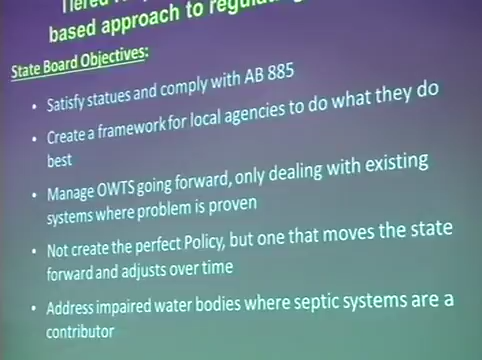 Tiered
based approach to
State Board Objectives:
• Satisfy statues and comply with AB 885
• Create a framework for local agencies to do what they do
best
• Manage OWTS going forward, only dealing with existing
systems where problem is proven
• Not create the perfect Policy, but one that moves the state
forward and adjusts over time
• Address impaired water bodies where septic systems are a
contributor